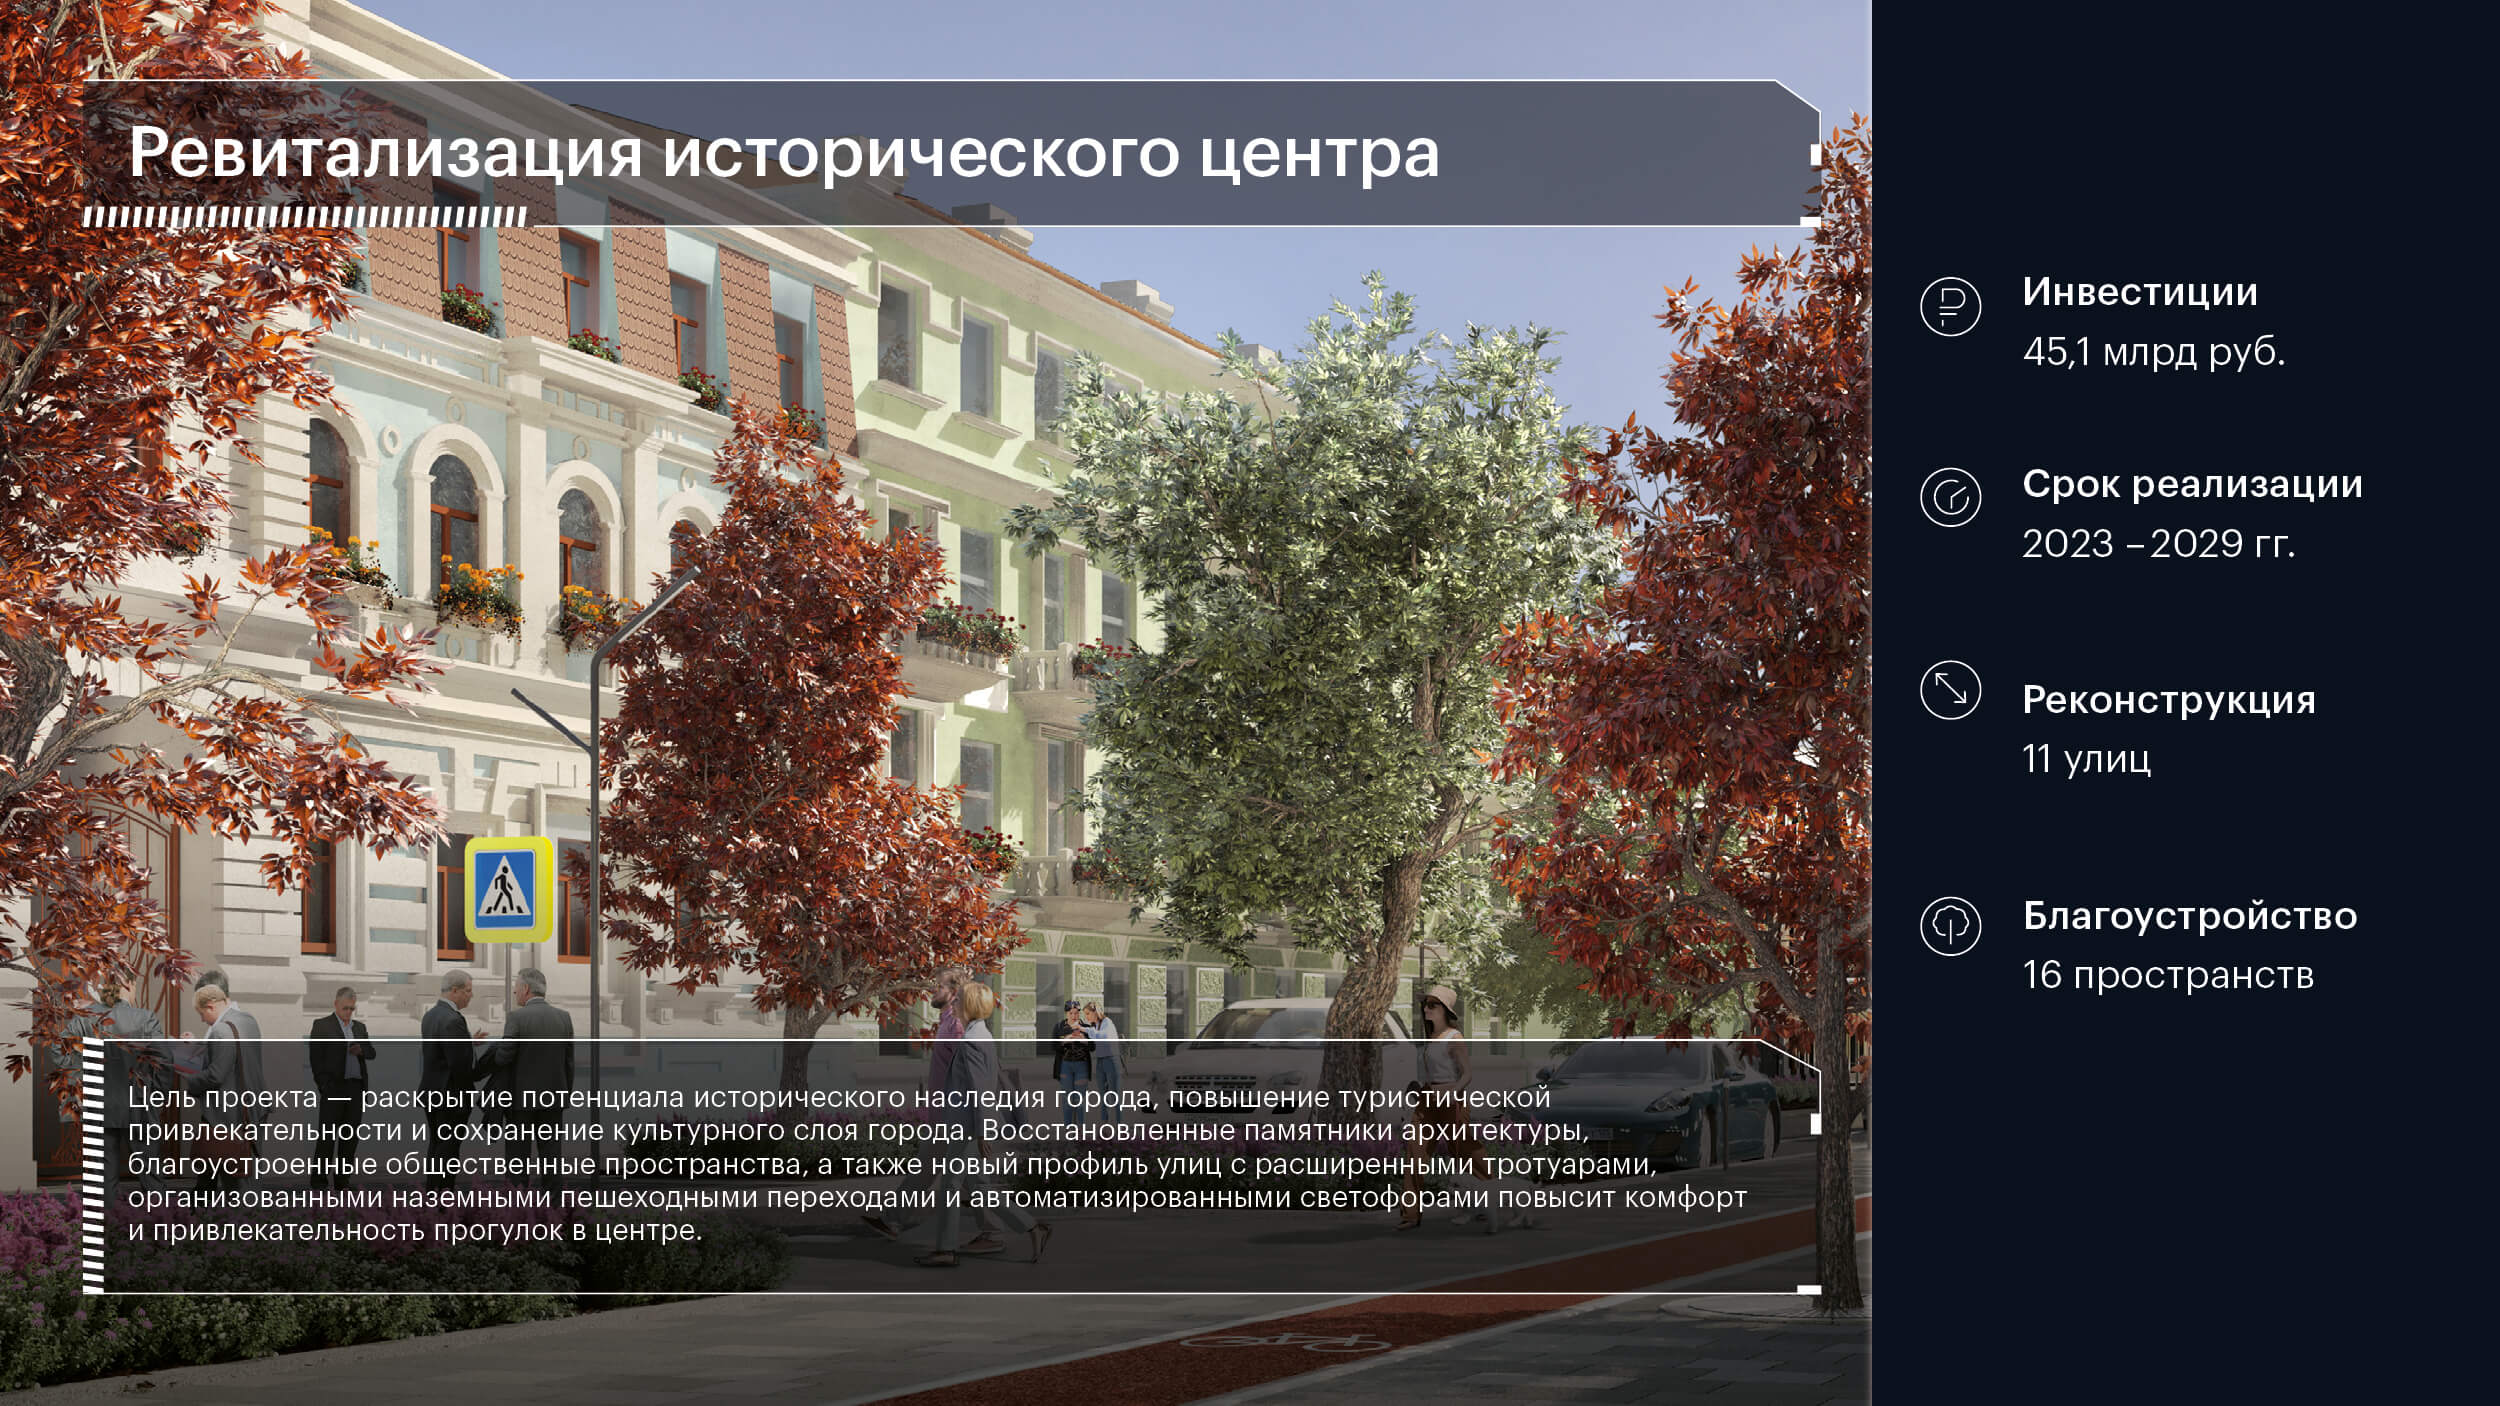 Ревитализация исторического центра
Инвестиции
45,1 млрд руб.
Срок реализации
2023 – 2029 гг.
Реконструкция
11 улиц
Благоустройство
16 пространств
Цель проекта — раскрытие потенциала исторического наследия города, повышение туристической
привлекательности и сохранение культурного слоя города. Восстановленные памятники архитектуры,
благоустроенные общественные пространства, а также новый профиль улиц с расширенными тротуарами,
организованными наземными пешеходными переходами и автоматизированными светофорами повысит комфорт
и привлекательность прогулок в центре.